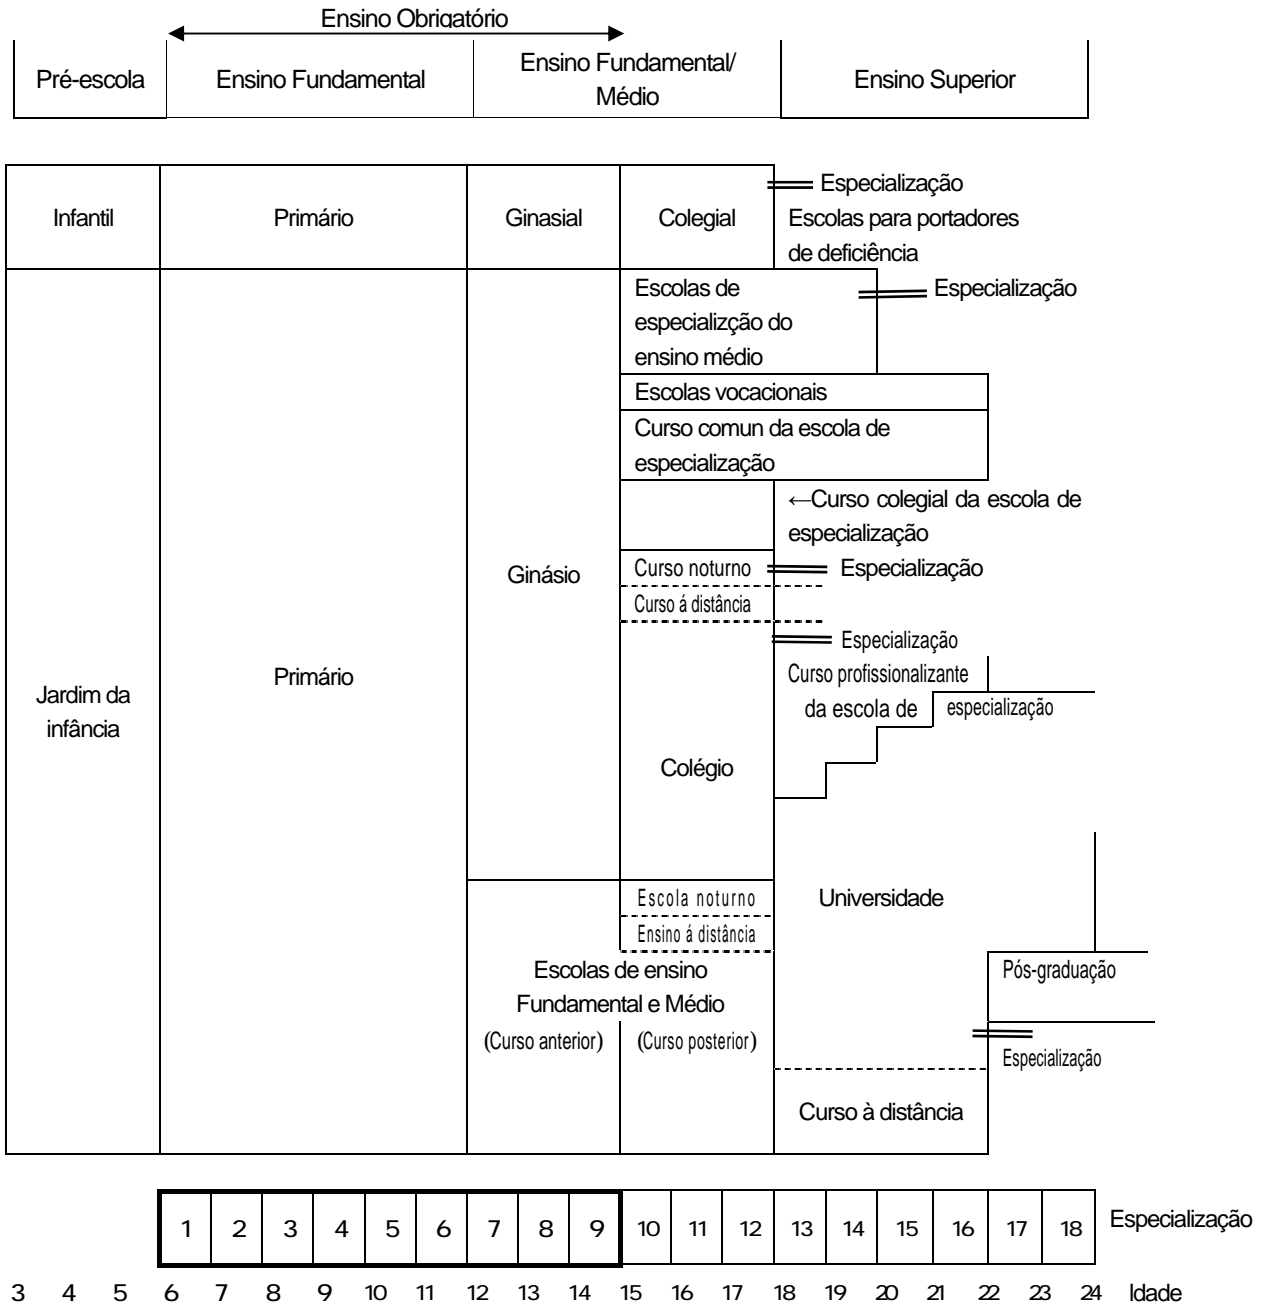 Ensino Obrigatório
Pré-escola
Ensino Fundamental
Ensino Fundamental/
Médio
Ensino Superior
Infantil
Primário
Ginasial
Colegial
Especialização
Escolas para portadores
de deficiência
Escolas de
especializção do
ensino médio
Especialização
Escolas vocacionais
Curso comun da escola de
especialização
←Curso colegial da escola de
especialização
Ginásio
Curso noturno
Especialização
Curso á distância
Especialização
Jardim da
infância
Primário
Curso profissionalizante
da escola de
especialização
Colégio
Escola noturno
Ensino á distância
Universidade
Escolas de ensino
Fundamental e Médio
(Curso anterior)
(Curso posterior)
Pós-graduação
Especialização
Curso à distância
1 2 3 4 5 6 7 8 9 10 11 12 13 14 15 16 17 18 Especialização
3 4 5 6 7 8 9 10 11 12 13 14 15 16 17 18 19 20 21 22 23 24 Idade